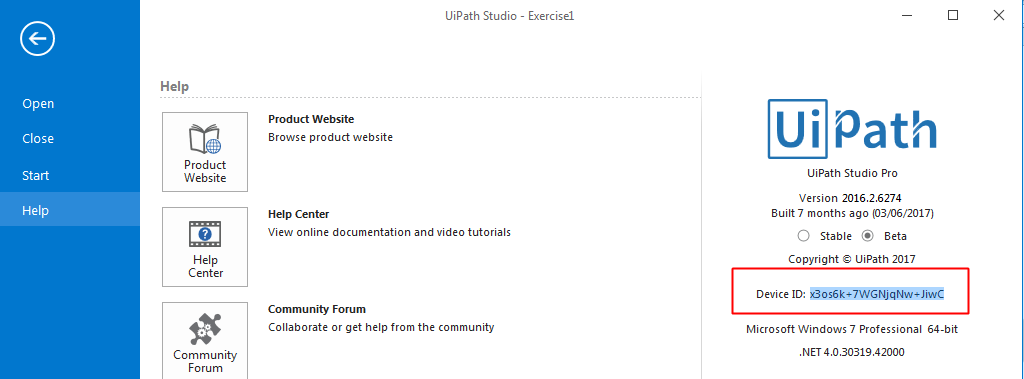 UiPath Studio - Exercise1
Open
Close
Start
Help
Help
Product Website
Browse product website
Product
Website
Help Center
View online documentation and video tutorials
Help
Center
Community Forum
Collaborate or get help from the community
Community
Forum
UiPath
UiPath Studio Pro
Version 2016.2.6274
Built 7 months ago (03/06/2017)
Stable Beta
Copyright © UiPath 2017
Device ID: x3os6k+7WGNjqNw+JiwC
Microsoft Windows 7 Professional 64-bit
.NET 4.0.30319.42000